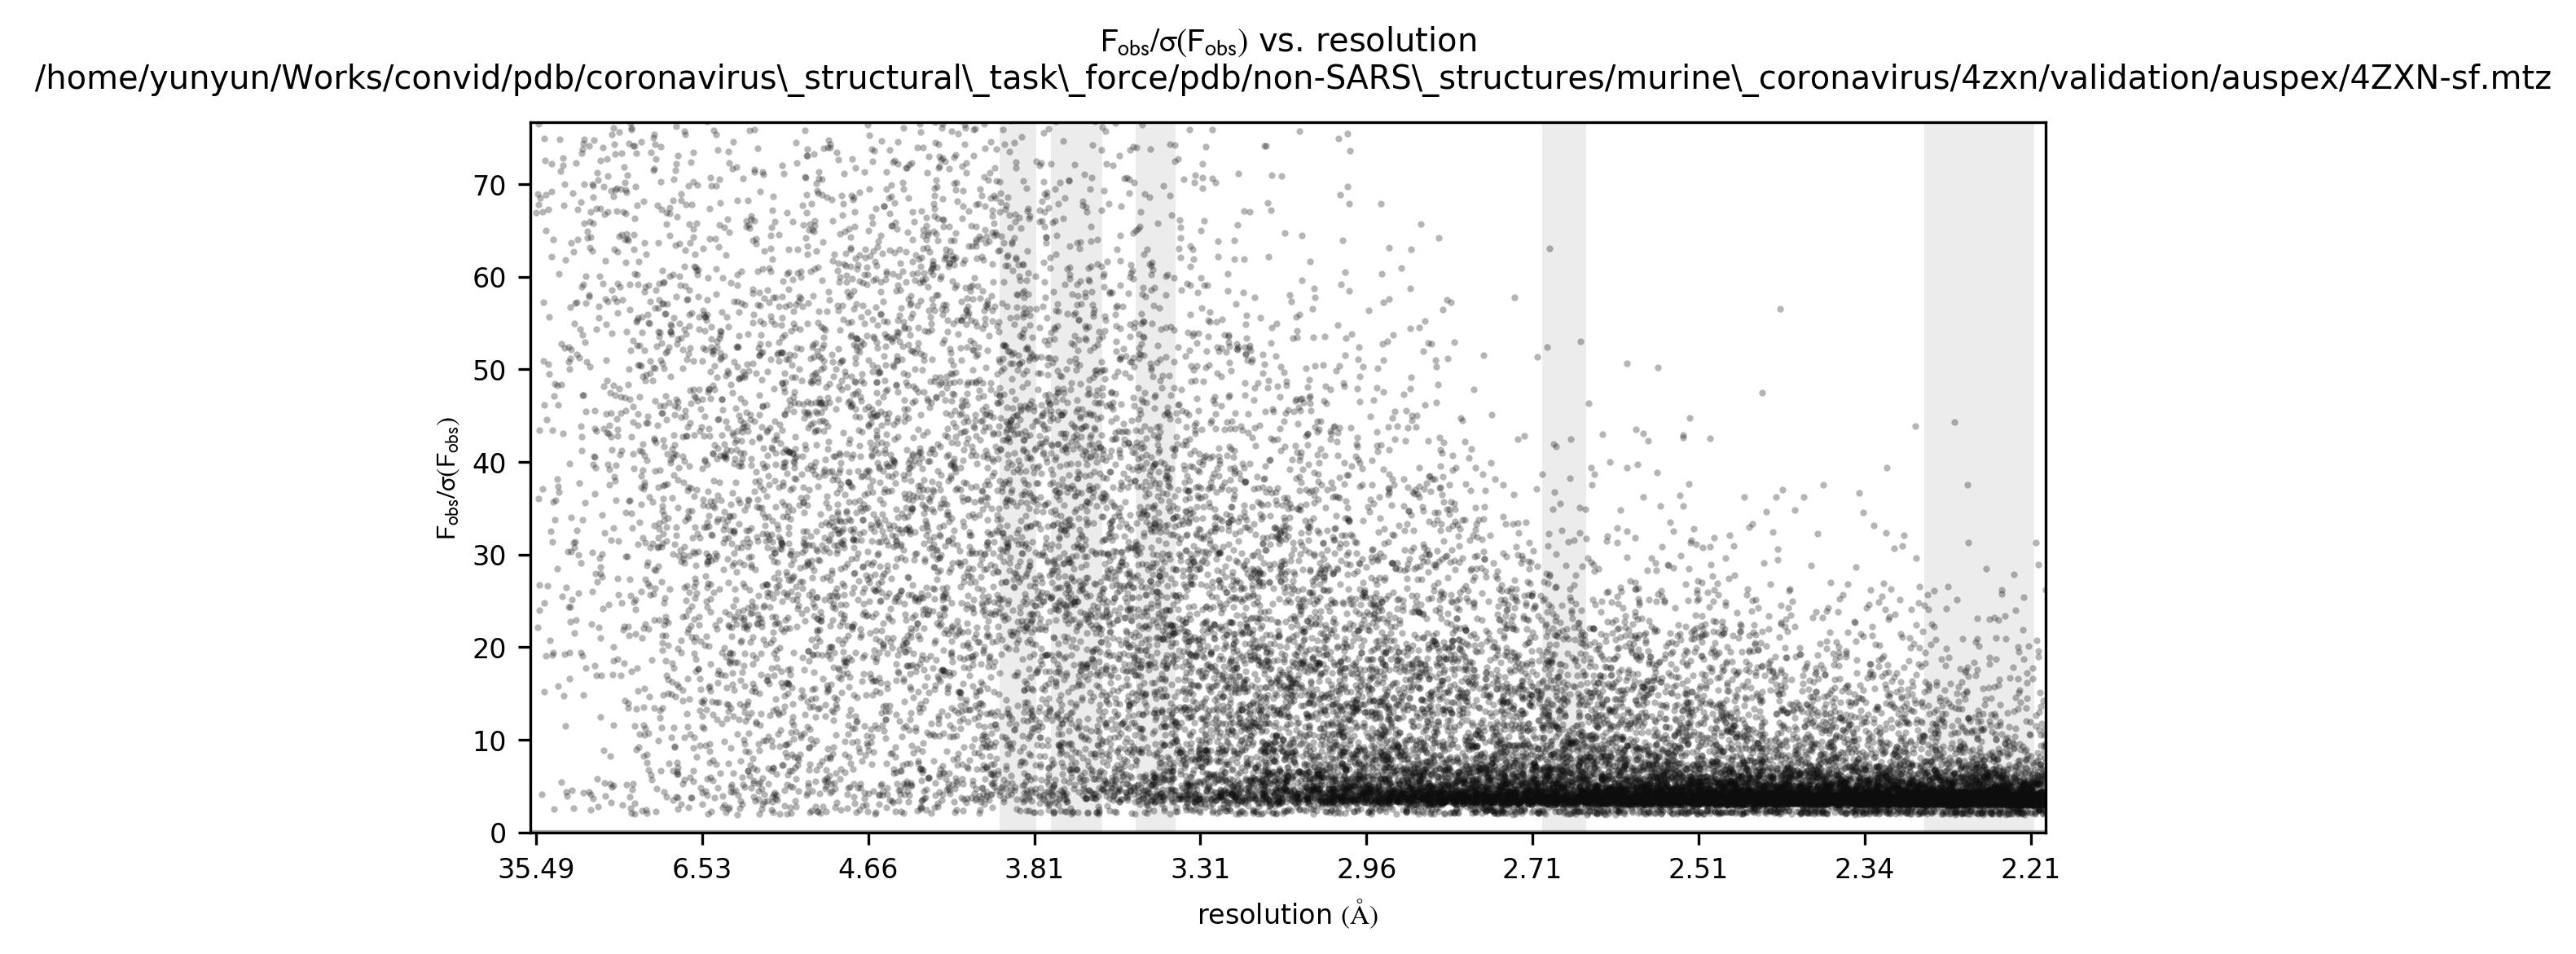 Fobs/σ(Fobs) vs. resolution
/home/yunyun/Works/convid/pdb/coronavirus\_structural\_task\_force/pdb/non-SARS\_structures/murine\_coronavirus/4zxn/validation/auspex/4ZXN-sf.mtz
70
60
50
40
30
20
10
0
Fobs/σ(Fobs)
35.49 6.53 4.66 3.81 3.31 2.96 2.71 2.51 2.34 2.21
resolution (Å)